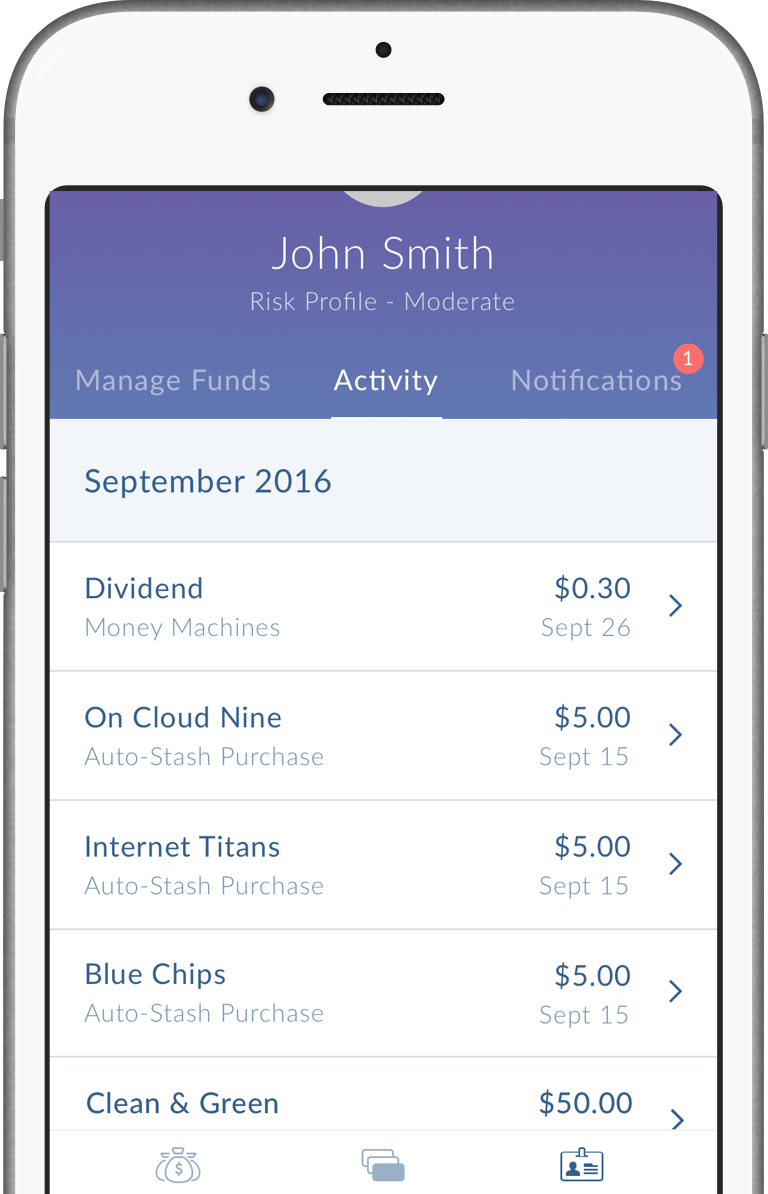 John Smith
Risk Profile - Moderate
Manage Funds Activity Notifications 1
September 2016
Dividend $0.30
Money Machines Sept 26
On Cloud Nine $5.00
Auto-Stash Purchase Sept 15
Internet Titans $5.00
Auto-Stash Purchase Sept 15
Blue Chips $5.00
Auto-Stash Purchase Sept 15
Clean & Green $50.00
$